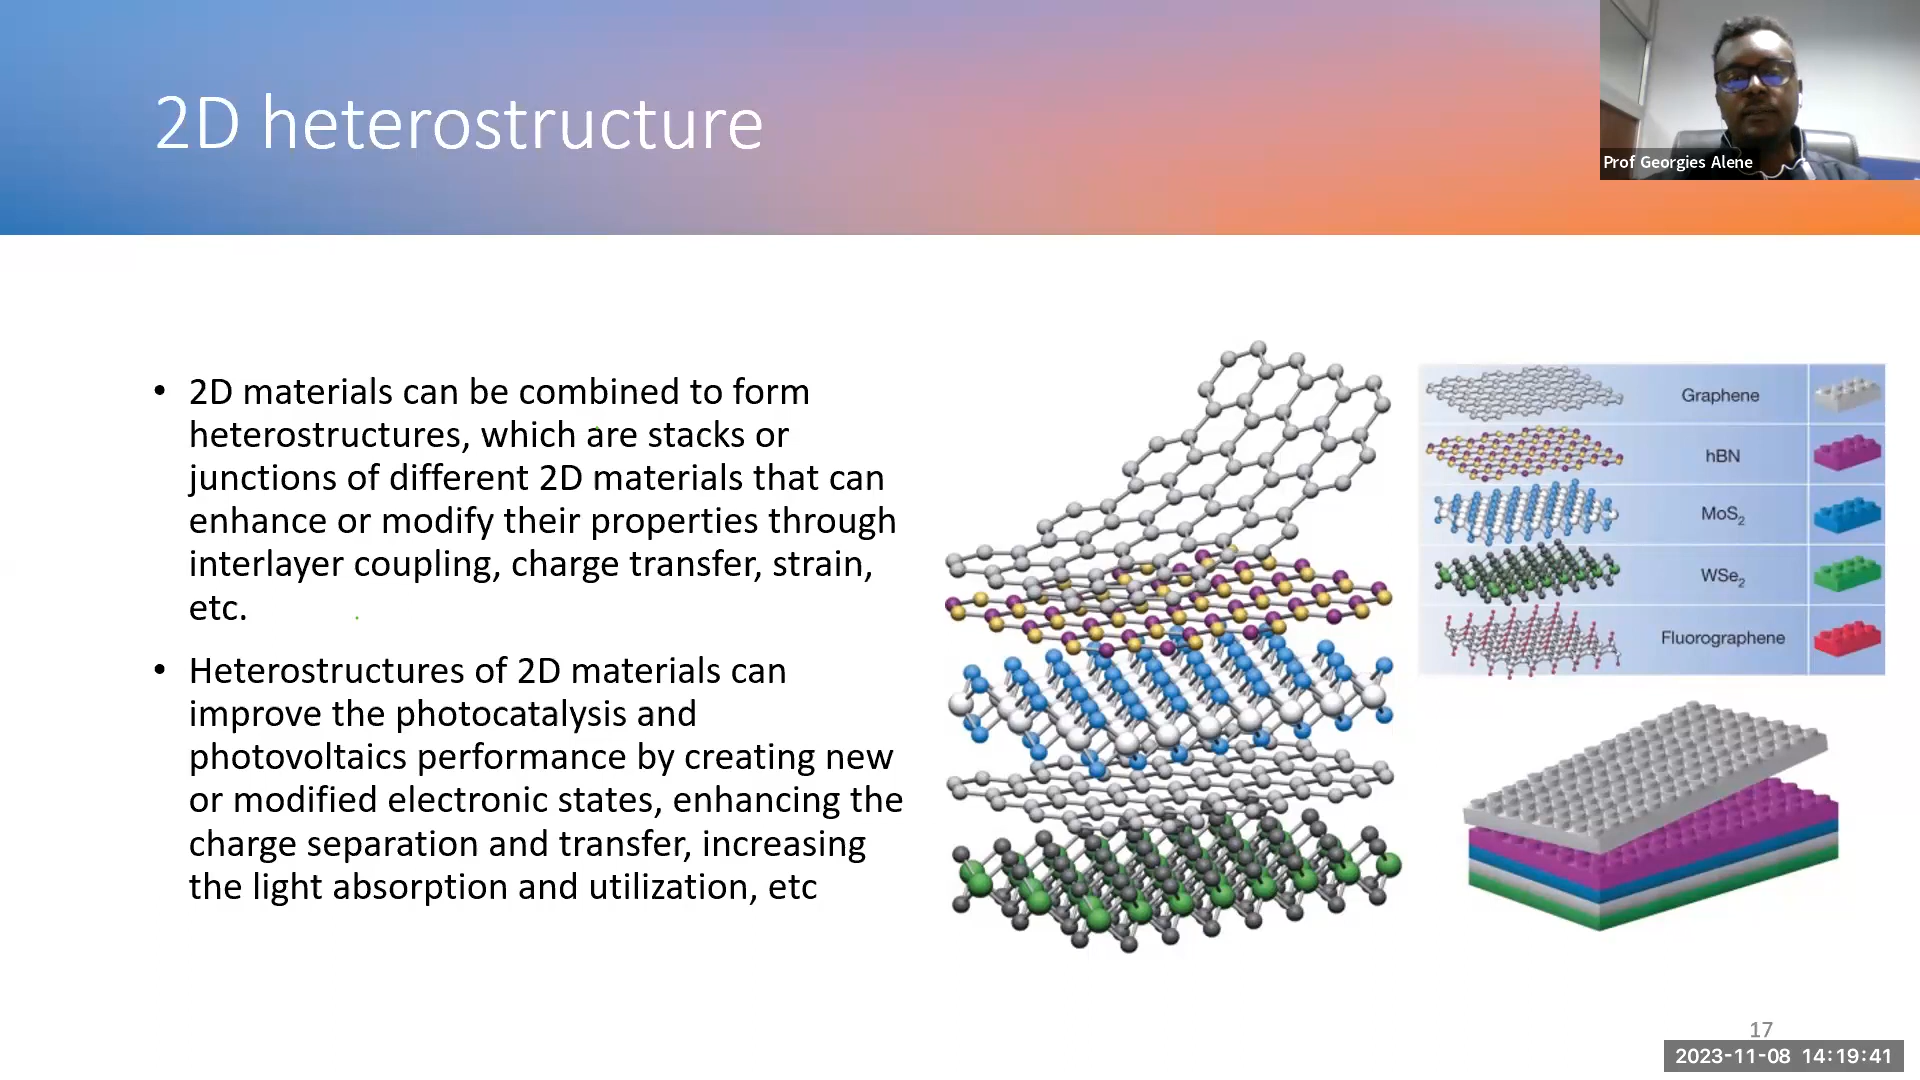 2D heterostructure
Prof Georgies Alene
• 2D materials can be combined to form
heterostructures, which are stacks or
junctions of different 2D materials that can
enhance or modify their properties through
interlayer coupling, charge transfer, strain,
etc.
• Heterostructures of 2D materials can
improve the photocatalysis and
photovoltaics performance by creating new
or modified electronic states, enhancing the
charge separation and transfer, increasing
the light absorption and utilization, etc
Graphene
hBN
MoS₂
WSe₂
Fluorographene
17
2023-11-08 14:19:41